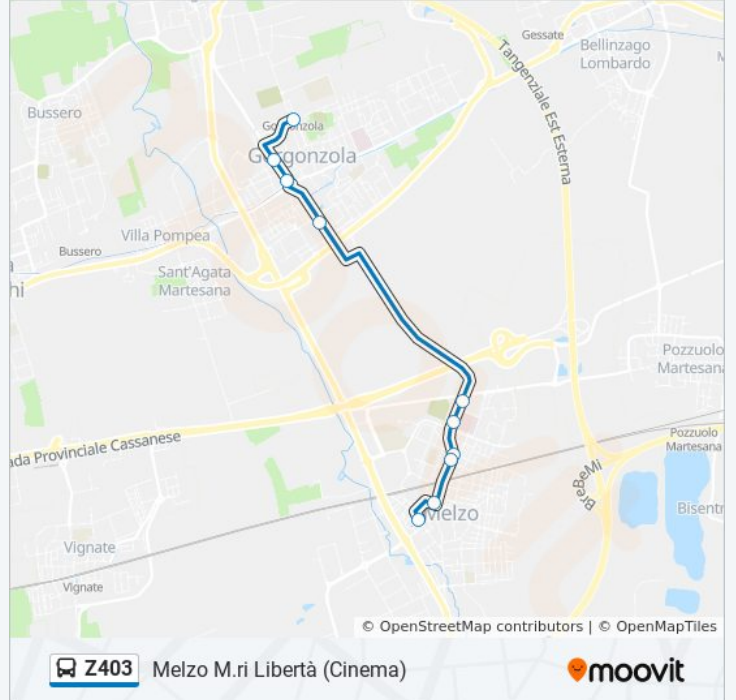 Gessate
Bellinzago
Lombardo
Tangenziale Est Esterna
Bussero
Gorgonzola
Gorgonzola
Villa Pompea
Bussero
Sant'Agata
Martesana
hi
Pozzuolo
Martesana
ada Provinciale Cassanese
Pozzuolo
Martesana
BreBeMi
Bisentr
Melzo
Vignate
Vignate
© OpenStreetMap contributors | © OpenMapTiles
Z403 Melzo M.ri Libertà (Cinema)
moovit